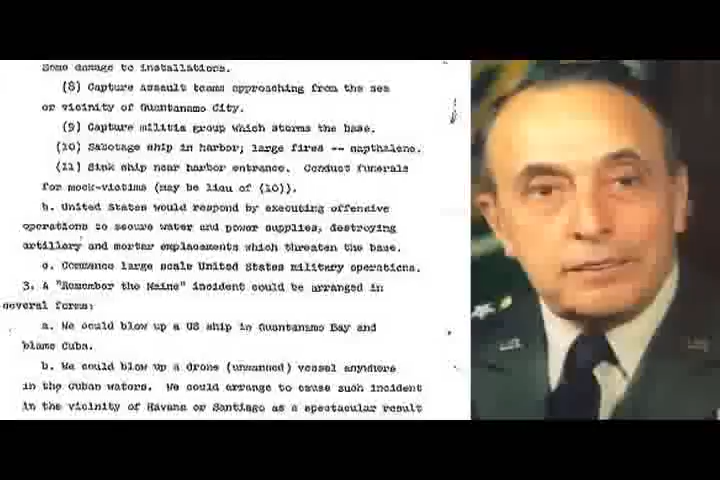 Some damage to installations.
(8) Capture assault teams approaching from the sea
or vicinity of Guantanamo City.
(9) Capture militia group which storms the base.
(10) Sabotage ship in harbor; large fires -- napthalene.
(11) Sink ship near harbor entrance. Conduct funerals
for mock-victims (may be lieu of (10)).
b. United States would respond by executing offensive
operations to secure water and power supplies, destroying
artillery and mortar emplacements which threaten the base.
c. Commence large scale United States military operations.
3. A "Remember the Maine" incident could be arranged in
several forms:
a. We could blow up a US ship in Guantanamo Bay and
blame Cuba.
b. We could blow up a drone (unmanned) vessel anywhere
in the Cuban waters. We could arrange to cause such incident
in the vicinity of Havana or Santiago as a spectacular result